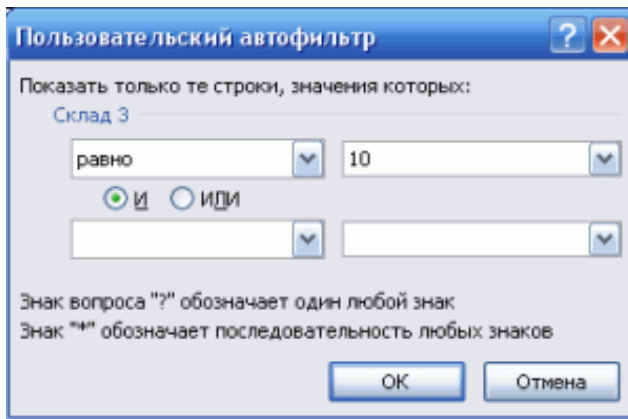 Пользовательский автофильтр
Показать только те строки, значения которых:
Склад 3
равно 10
И ИЛИ
Знак вопроса "?" обозначает один любой знак
Знак "*" обозначает последовательность любых знаков
ОК Отмена